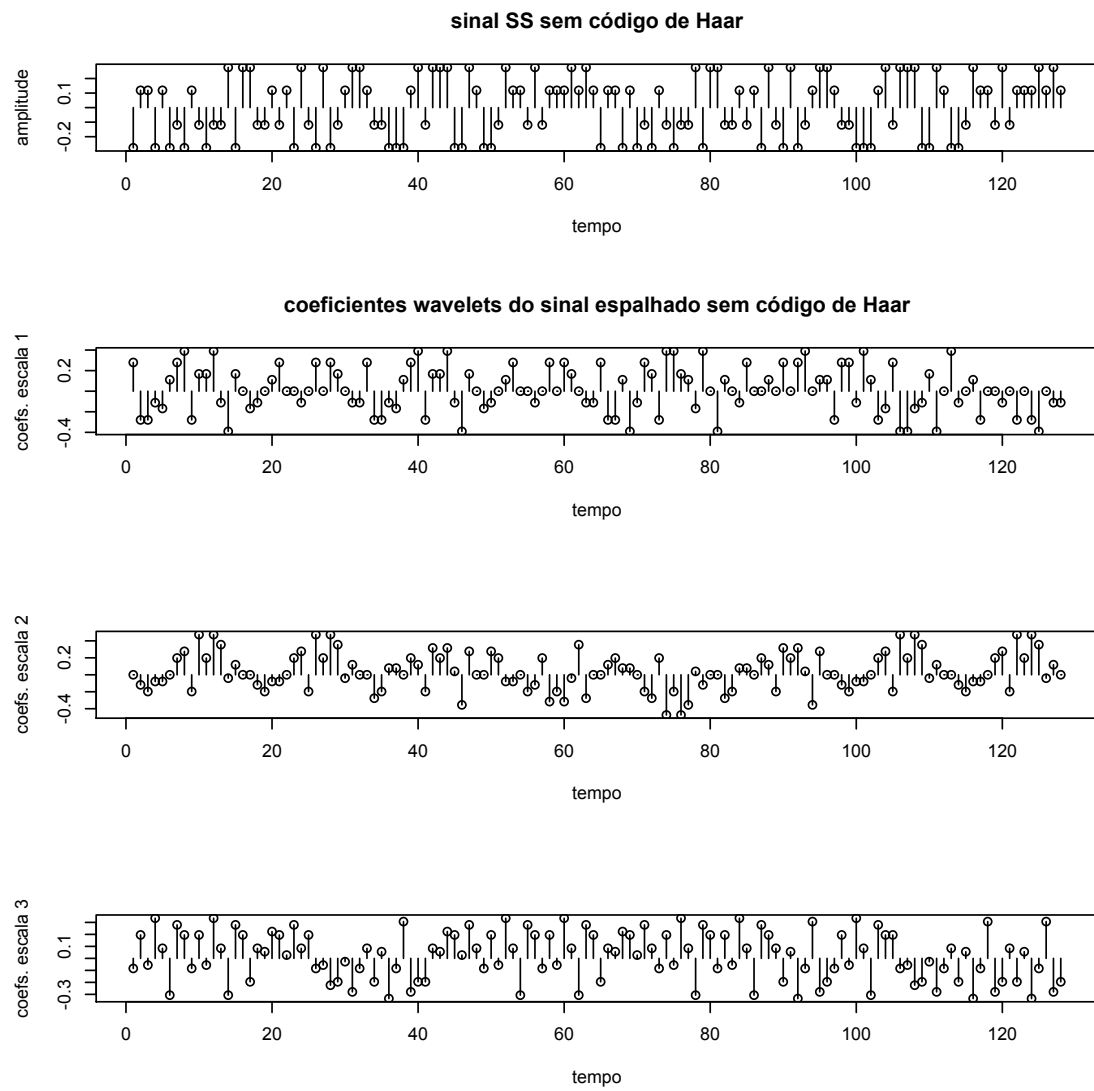 sinal SS sem código de Haar
amplitude
0.1
-0.2
0 20 40 60 80 100 120
tempo
coeficientes wavelets do sinal espalhado sem código de Haar
coefs. escala 1
0.2
-0.4
0 20 40 60 80 100 120
tempo
coefs. escala 2
0.2
-0.4
0 20 40 60 80 100 120
tempo
coefs. escala 3
0.1
-0.3
0 20 40 60 80 100 120
tempo